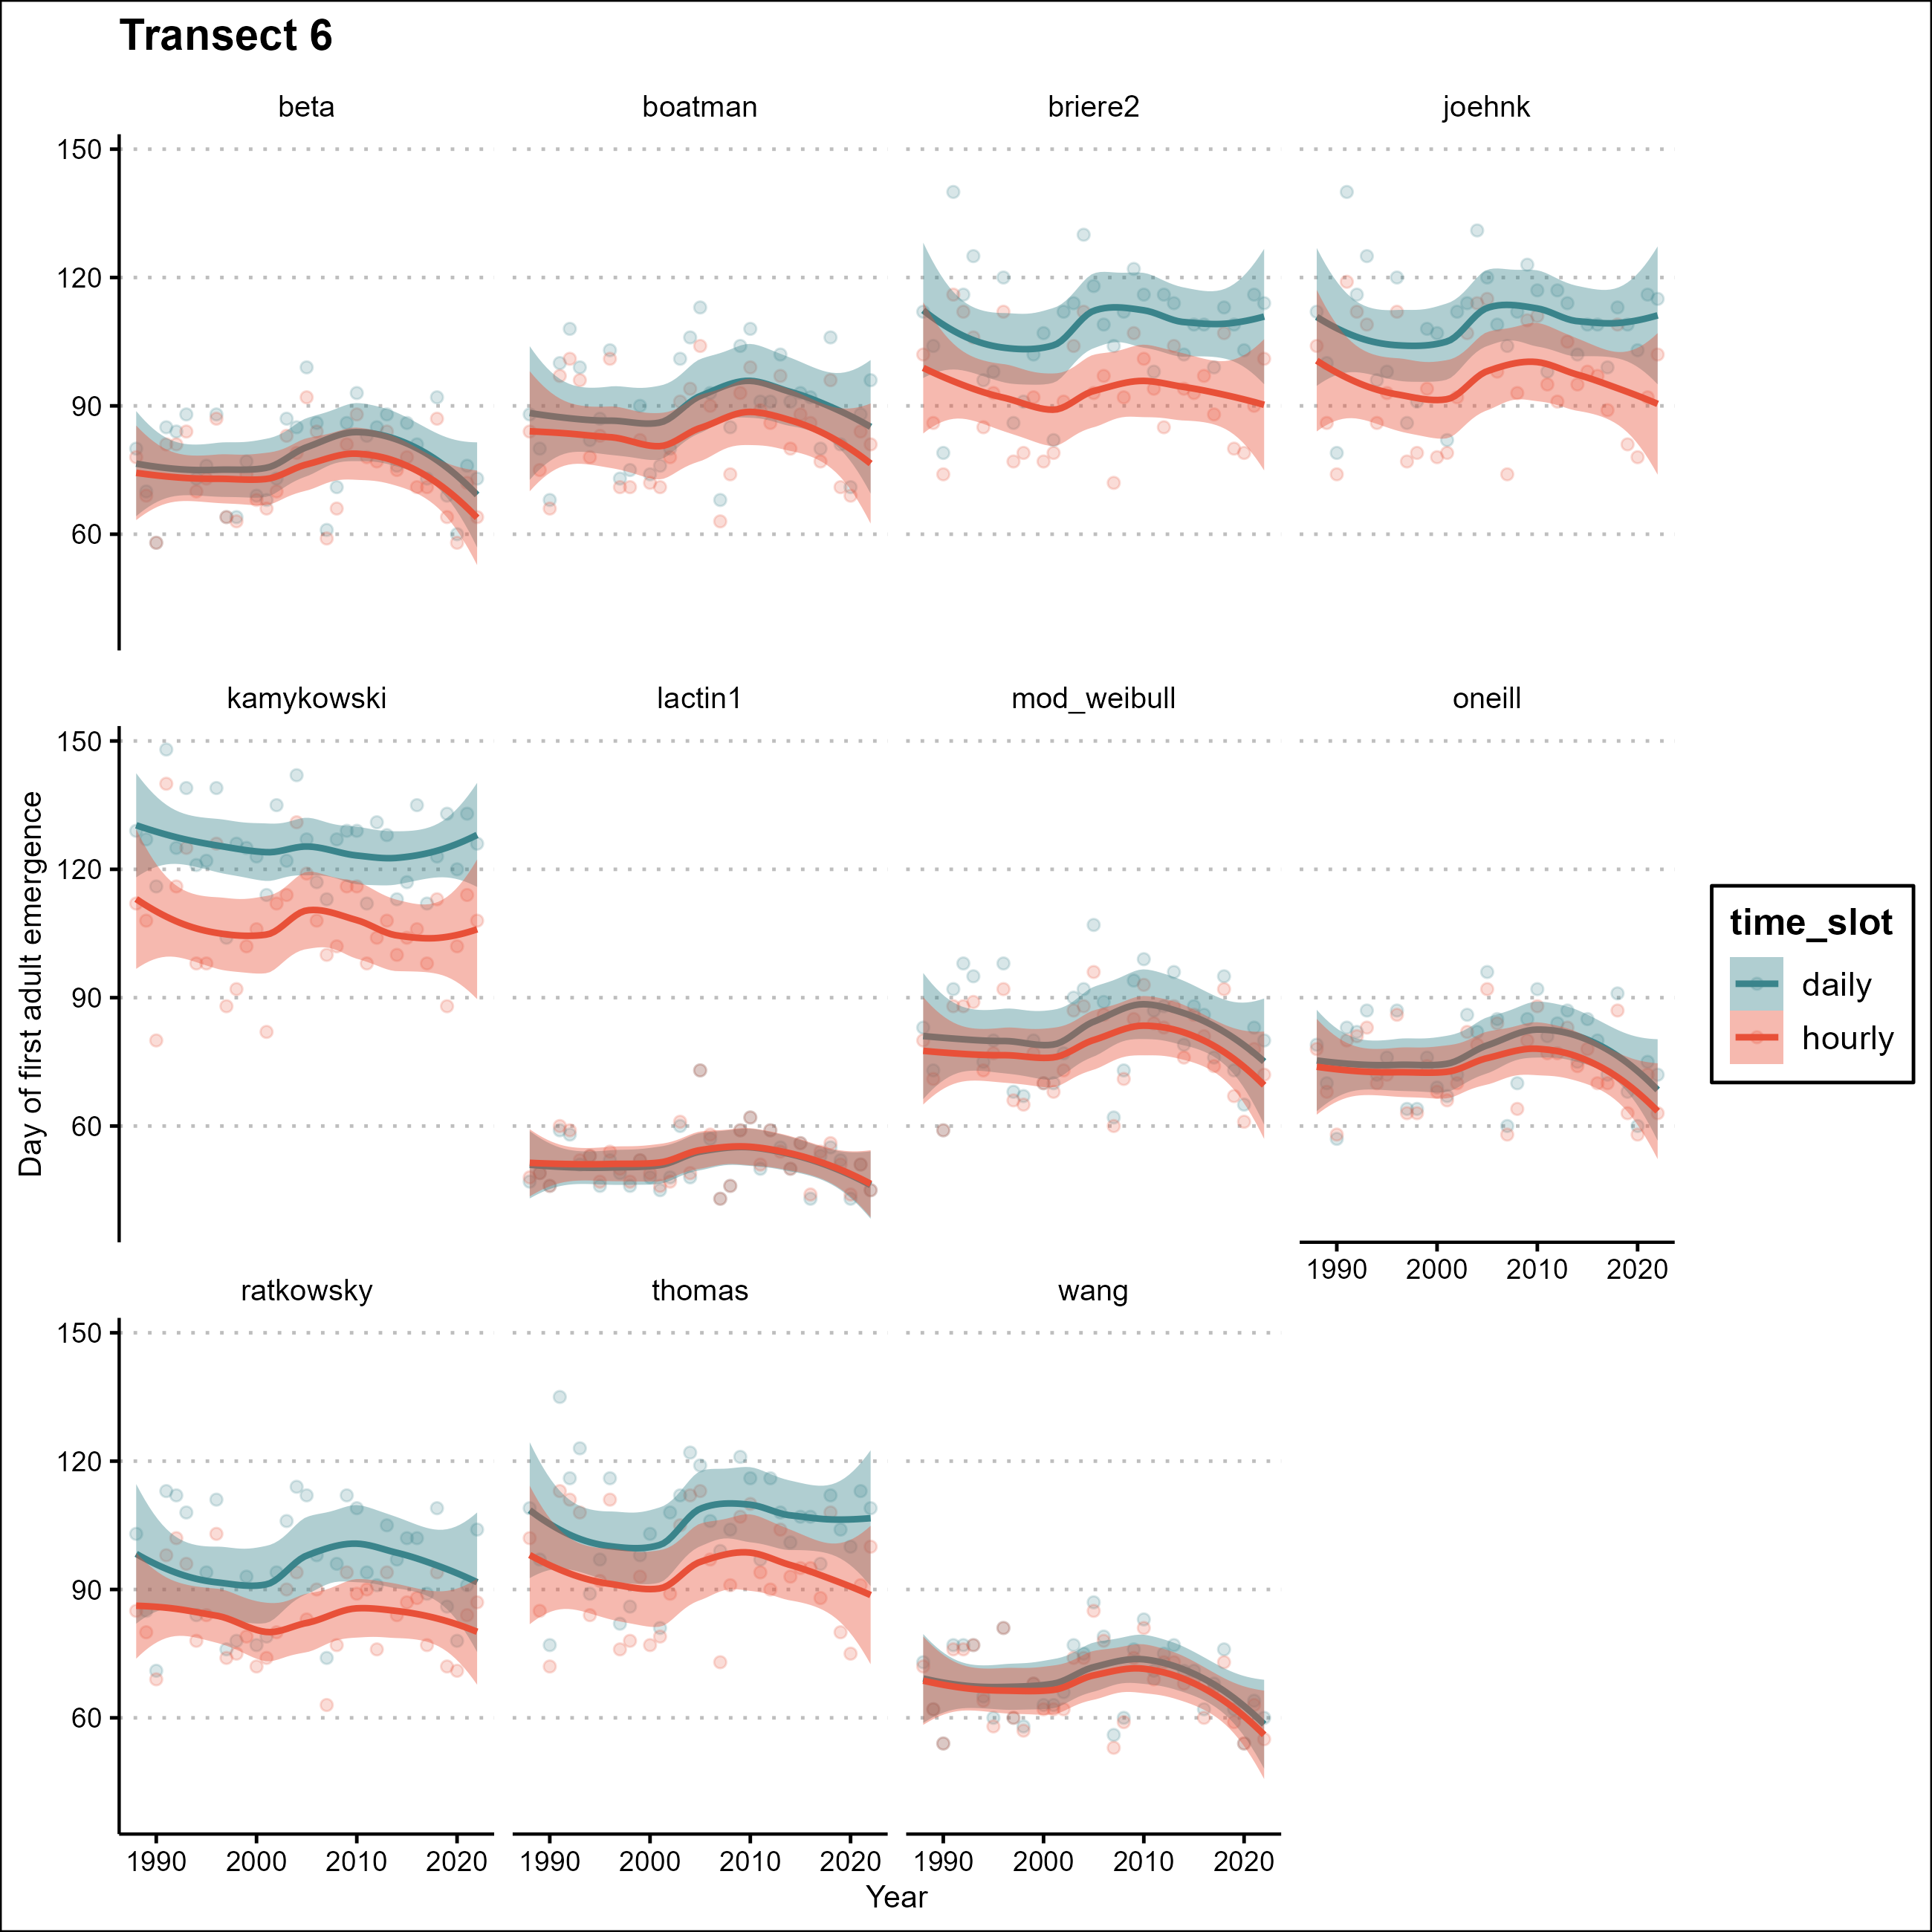 Transect 6
beta boatman briere2 joehnk
150
120
90
60
kamykowski lactin1 mod_weibull oneill
150
120
90
60
1990 2000 2010 2020
ratkowsky thomas wang
150
120
90
60
1990 2000 2010 2020 1990 2000 2010 2020 1990 2000 2010 2020
Year
Day of first adult emergence
time_slot
daily
hourly